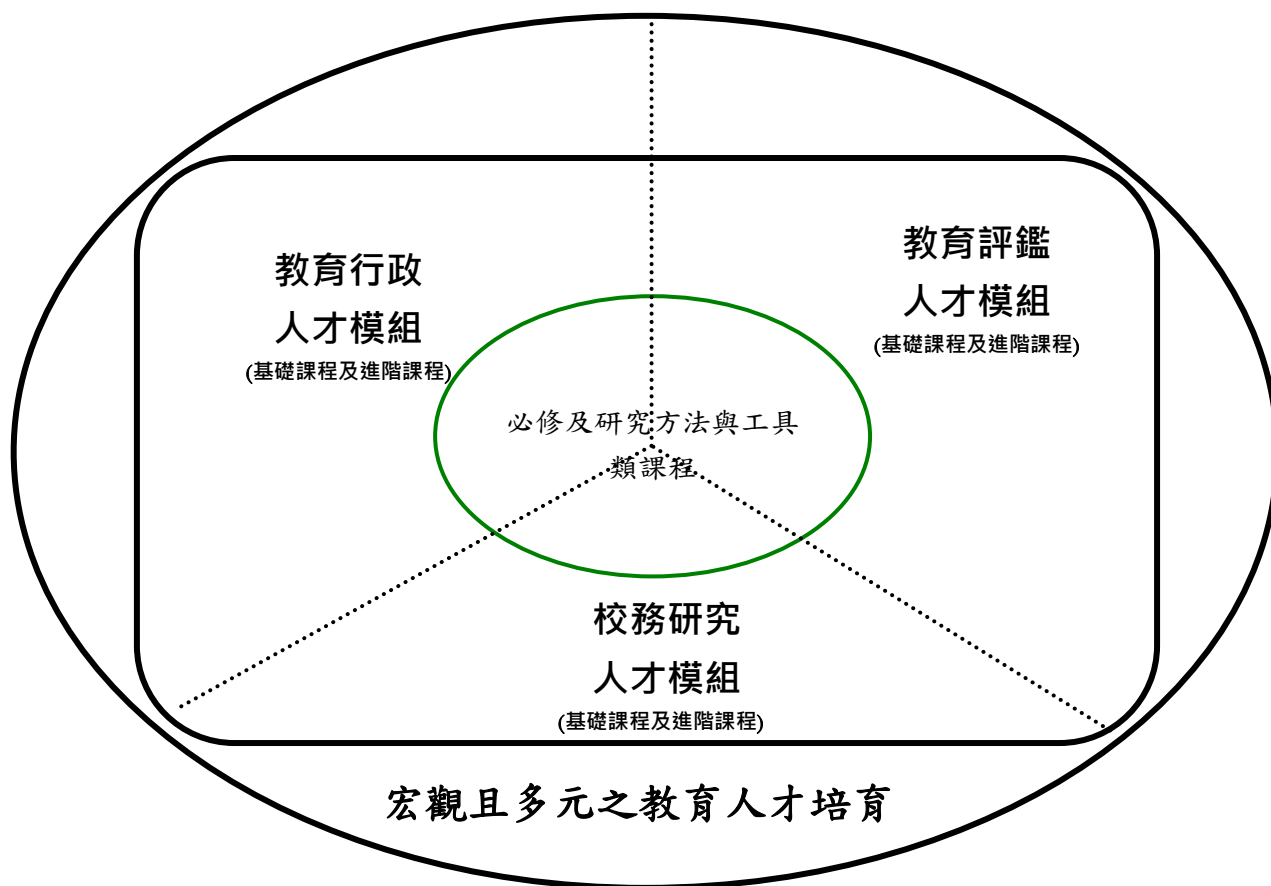 教育行政
人才模組
(基礎課程及進階課程)
教育評鑑
人才模組
(基礎課程及進階課程)
必修及研究方法與工具
類課程
校務研究
人才模組
(基礎課程及進階課程)
宏觀且多元之教育人才培育